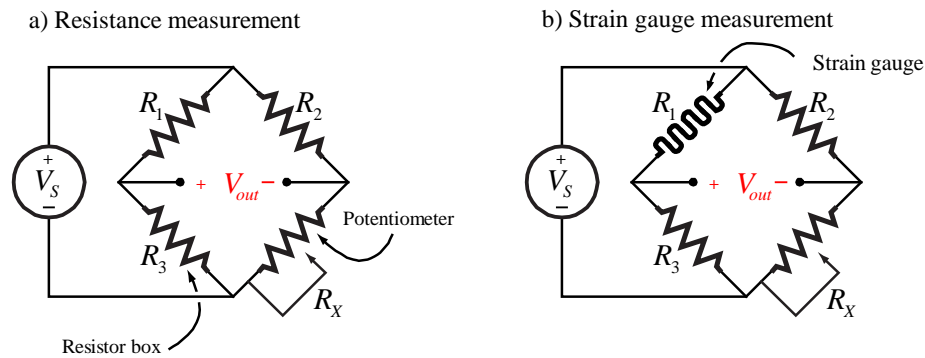 a) Resistance measurement
R1
R2
+
VS
−
+ Vout −
Potentiometer
R3
RX
Resistor box
b) Strain gauge measurement
Strain gauge
R1
R2
+
VS
−
+ Vout −
R3
RX